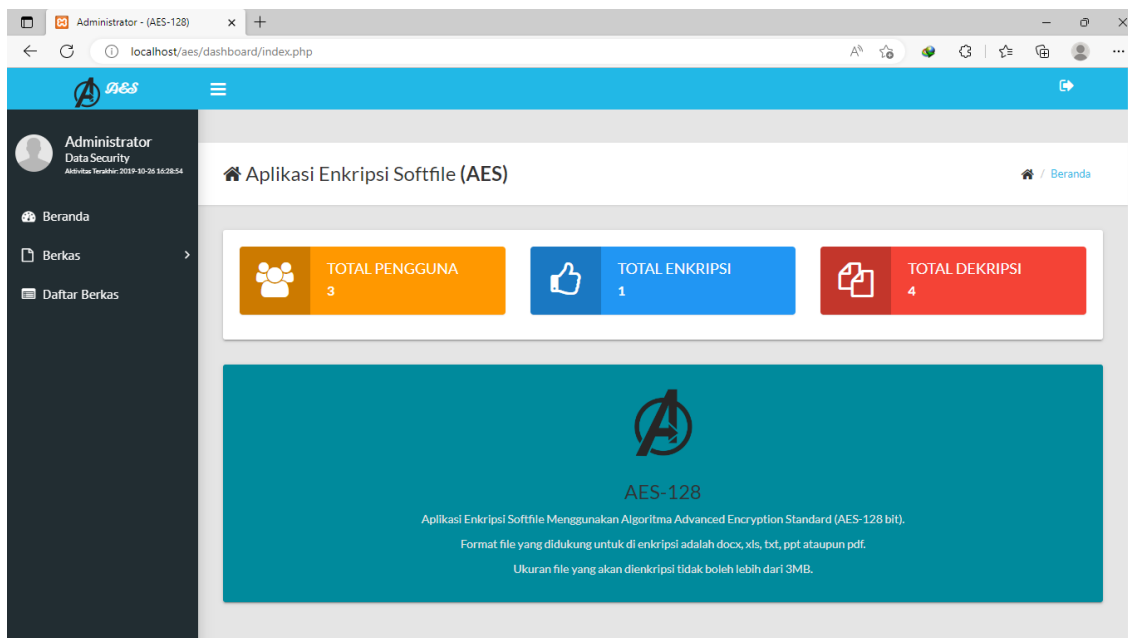 Administrator - (AES-128)
localhost/aes/dashboard/index.php
AES
Administrator
Data Security
Aktivitas Terakhir: 2019-10-26 16:28:54
Beranda
Berkas
Daftar Berkas
Aplikasi Enkripsi Softfile (AES)
/ Beranda
TOTAL PENGGUNA
3
TOTAL ENKRIPSI
1
TOTAL DEKRIPSI
4
AES-128
Aplikasi Enkripsi Softfile Menggunakan Algoritma Advanced Encryption Standard (AES-128 bit).
Format file yang didukung untuk di enkripsi adalah docx, xls, txt, ppt ataupun pdf.
Ukuran file yang akan dienkripsi tidak boleh lebih dari 3MB.